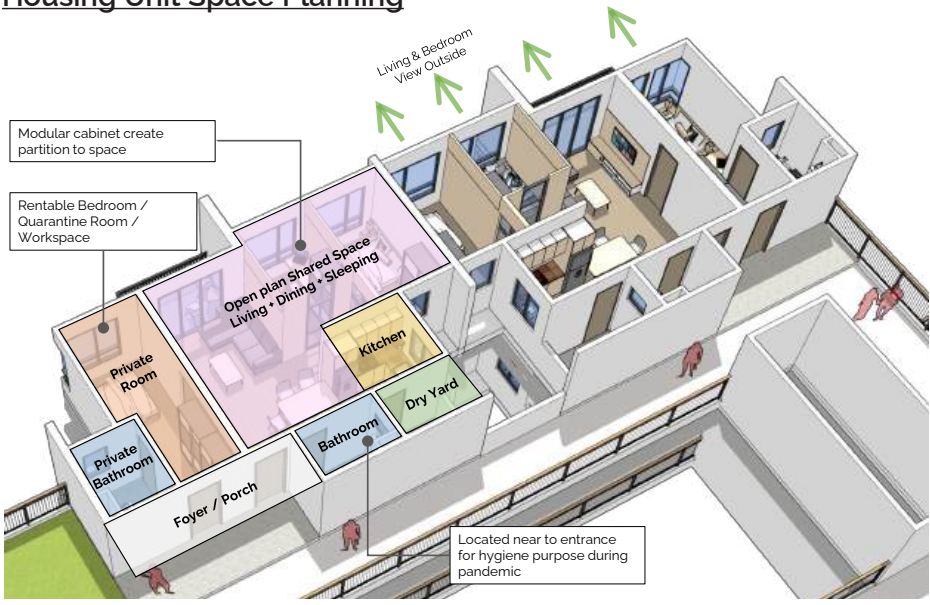 Housing Unit Space Planning
Living & Bedroom
View Outside
Modular cabinet create
partition to space
Rentable Bedroom /
Quarantine Room /
Workspace
Open plan Shared Space
Living + Dining + Sleeping
Kitchen
Private
Room
Dry Yard
Bathroom
Private
Bathroom
Foyer / Porch
Located near to entrance
for hygiene purpose during
pandemic